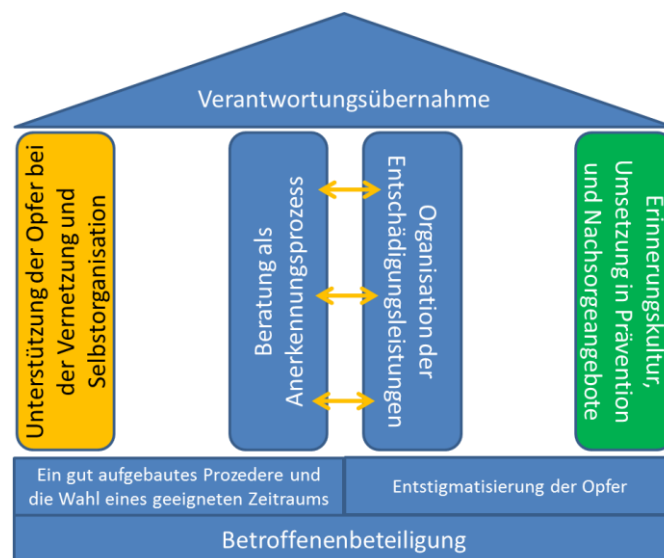 Verantwortungsübernahme
Unterstützung der Opfer bei
der Vernetzung und
Selbstorganisation
Beratung als
Anerkennungsprozess
Organisation der
Entschädigungsleistungen
Erinnerungskultur,
Umsetzung in Prävention
und Nachsorgeangebote
Ein gut aufgebautes Prozedere und
die Wahl eines geeigneten Zeitraums
Entstigmatisierung der Opfer
Betroffenenbeteiligung